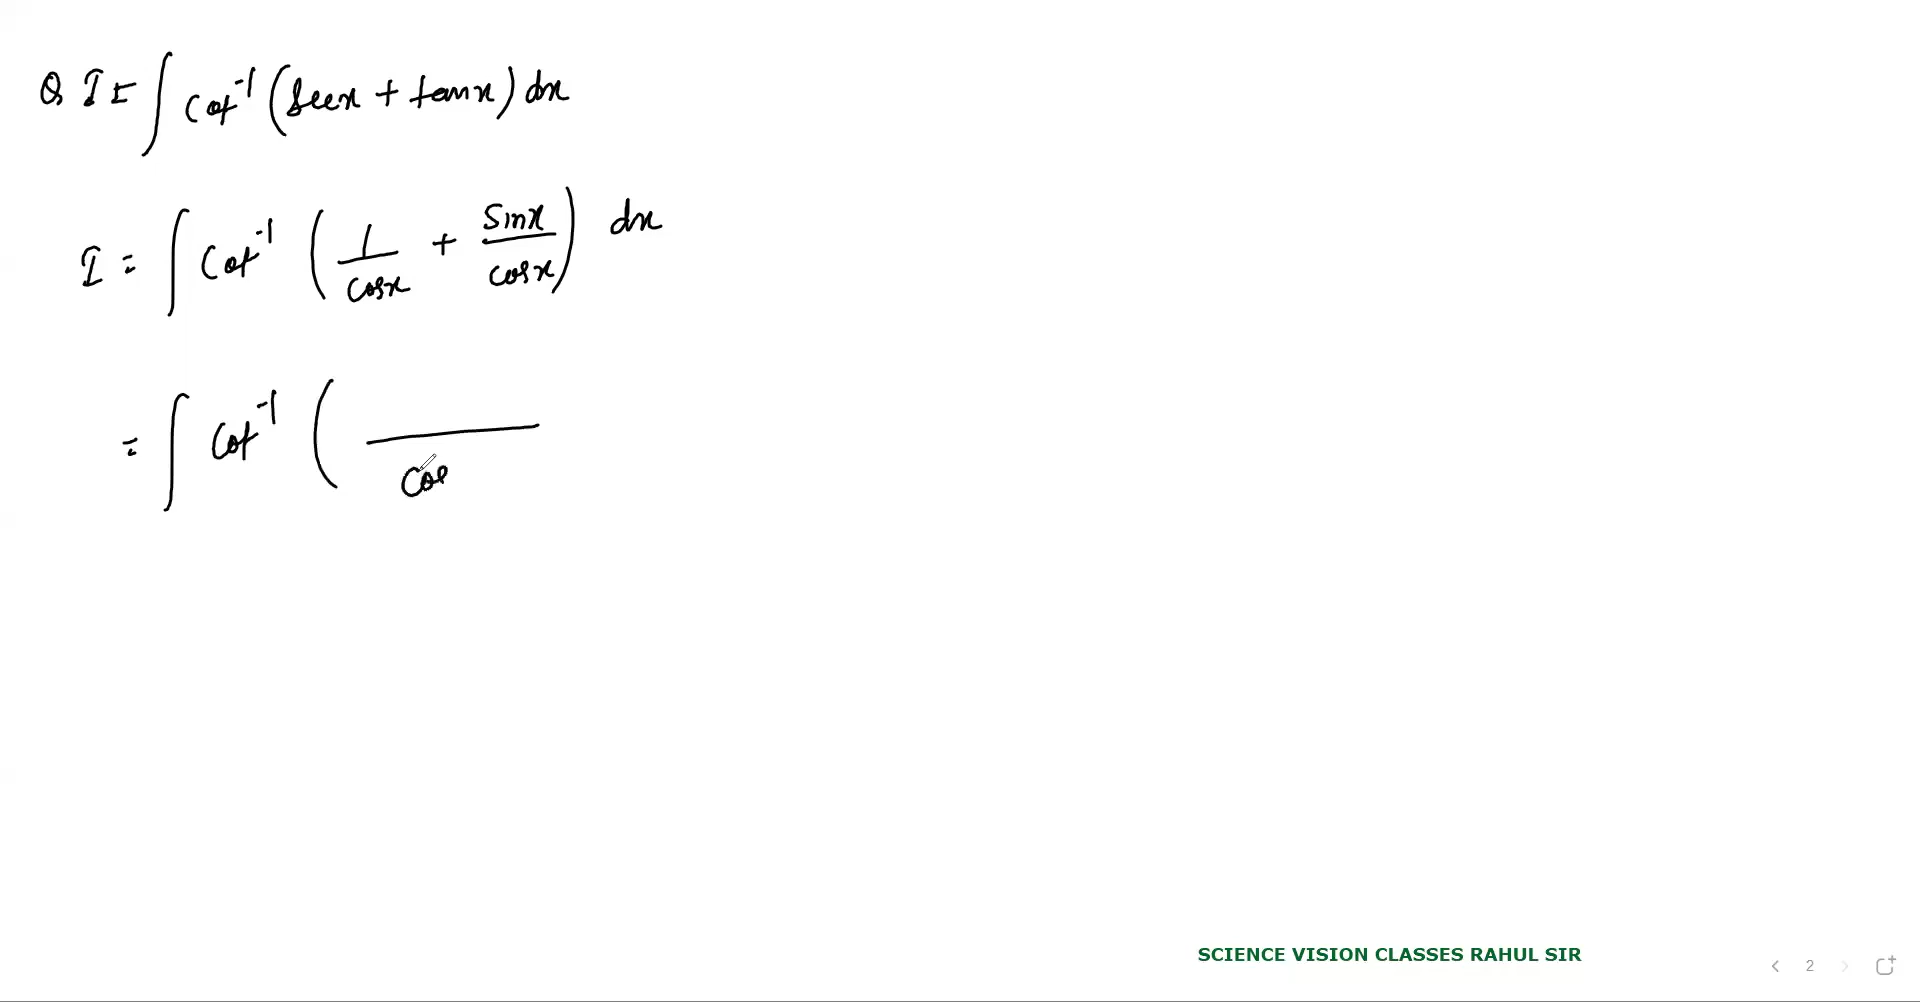 Q I = ∫ cot⁻¹ (secx + tanx) dx
I = ∫ cot⁻¹ (1/cosx + sinx/cosx) dx
= ∫ cot⁻¹ ( /cos
SCIENCE VISION CLASSES RAHUL SIR
2